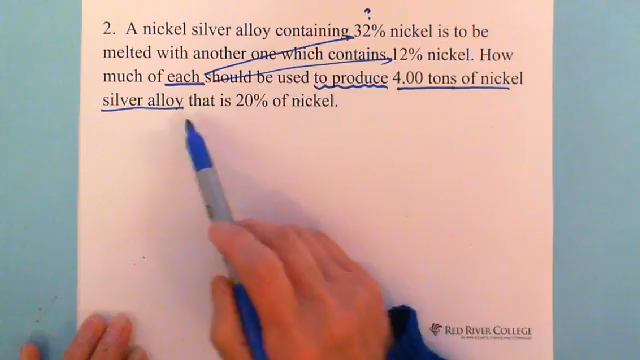 ?
2. A nickel silver alloy containing 32% nickel is to be
melted with another one which contains 12% nickel. How
much of each should be used to produce 4.00 tons of nickel
silver alloy that is 20% of nickel.
RED RIVER COLLEGE